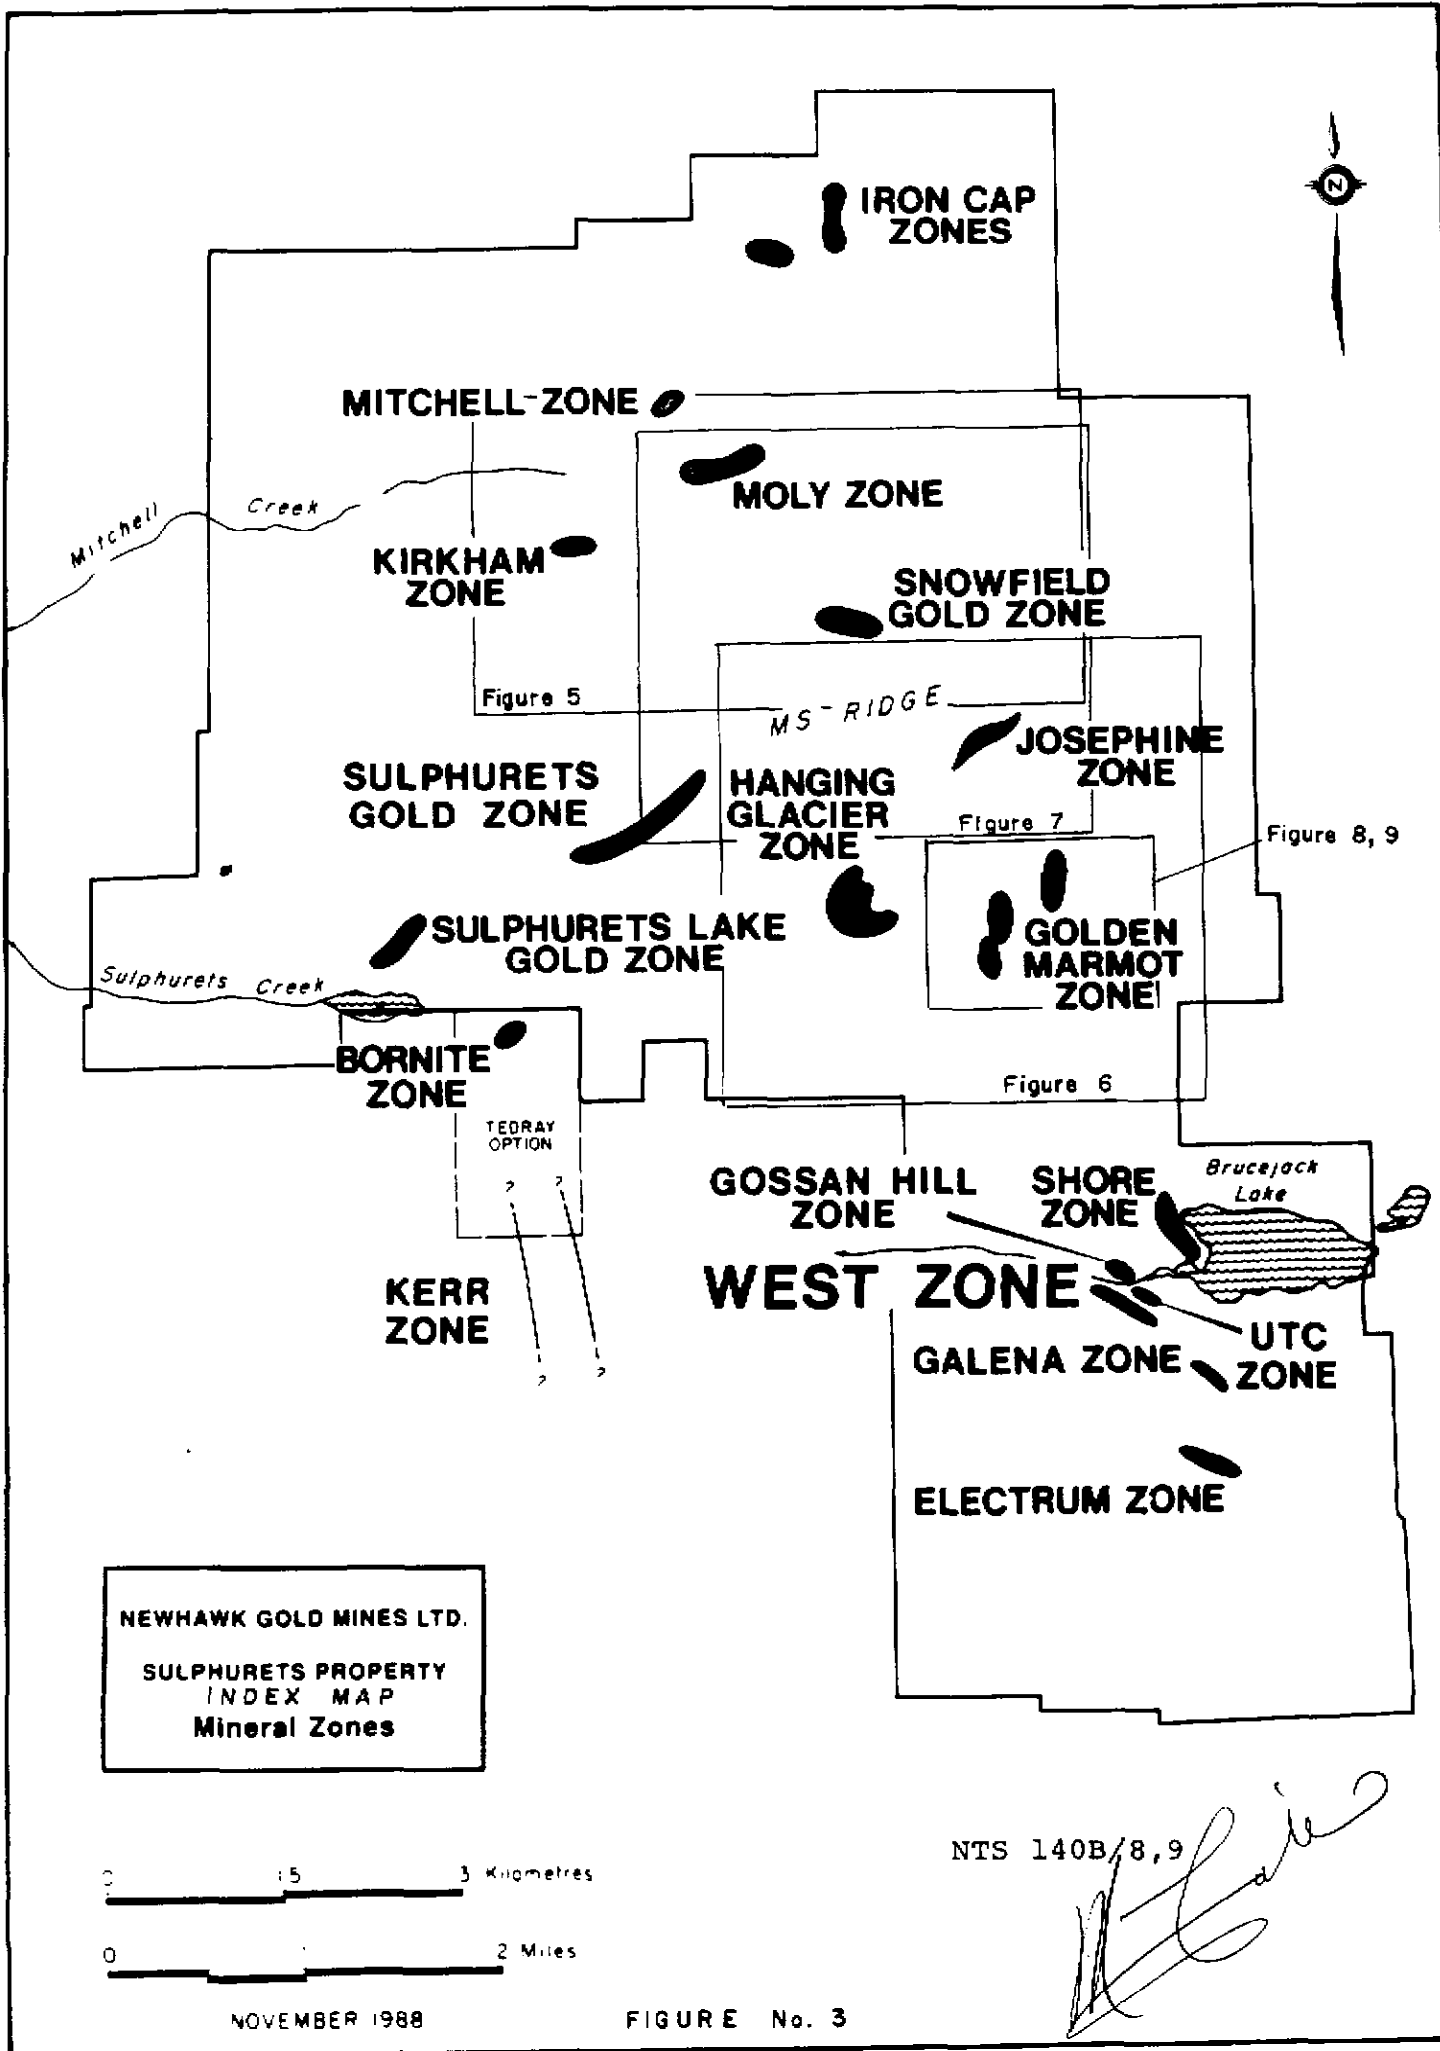 N
IRON CAP
ZONES
MITCHELL-ZONE
MOLY ZONE
Mitchell Creek
KIRKHAM
ZONE
SNOWFIELD
GOLD ZONE
Figure 5
MS-RIDGE
JOSEPHINE
ZONE
SULPHURETS
GOLD ZONE
HANGING
GLACIER
ZONE
Figure 7
Figure 8, 9
SULPHURETS LAKE
GOLD ZONE
GOLDEN
MARMOT
ZONE
Sulphurets Creek
BORNITE
ZONE
Figure 6
TEDRAY
OPTION
? ?
GOSSAN HILL
ZONE
SHORE
ZONE
Brucejack
Lake
WEST ZONE
KERR
ZONE
UTC
ZONE
GALENA ZONE
? ?
ELECTRUM ZONE
NEWHAWK GOLD MINES LTD.
SULPHURETS PROPERTY
INDEX MAP
Mineral Zones
NTS 140B/8,9
0 1.5 3 Kilometres
0 1 2 Miles
NOVEMBER 1988
FIGURE No. 3